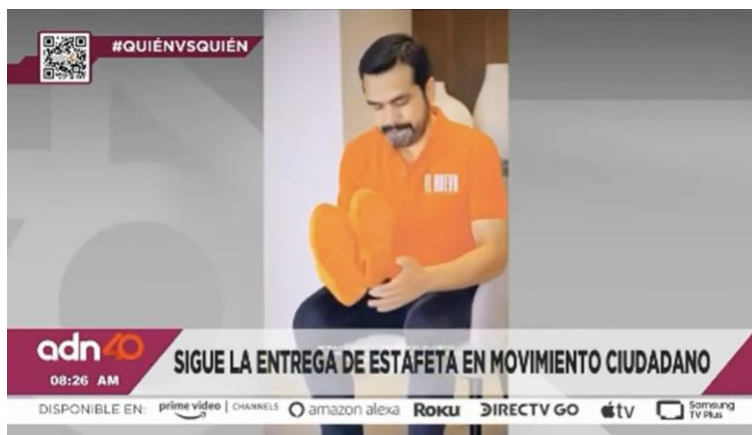 #QUIÉNVSQUIÉN
EL NUEVO
adn40
08:26 AM
SIGUE LA ENTREGA DE ESTAFETA EN MOVIMIENTO CIUDADANO
DISPONIBLE EN: prime video | CHANNELS amazon alexa ROKU DIRECTV GO tv Samsung TV Plus